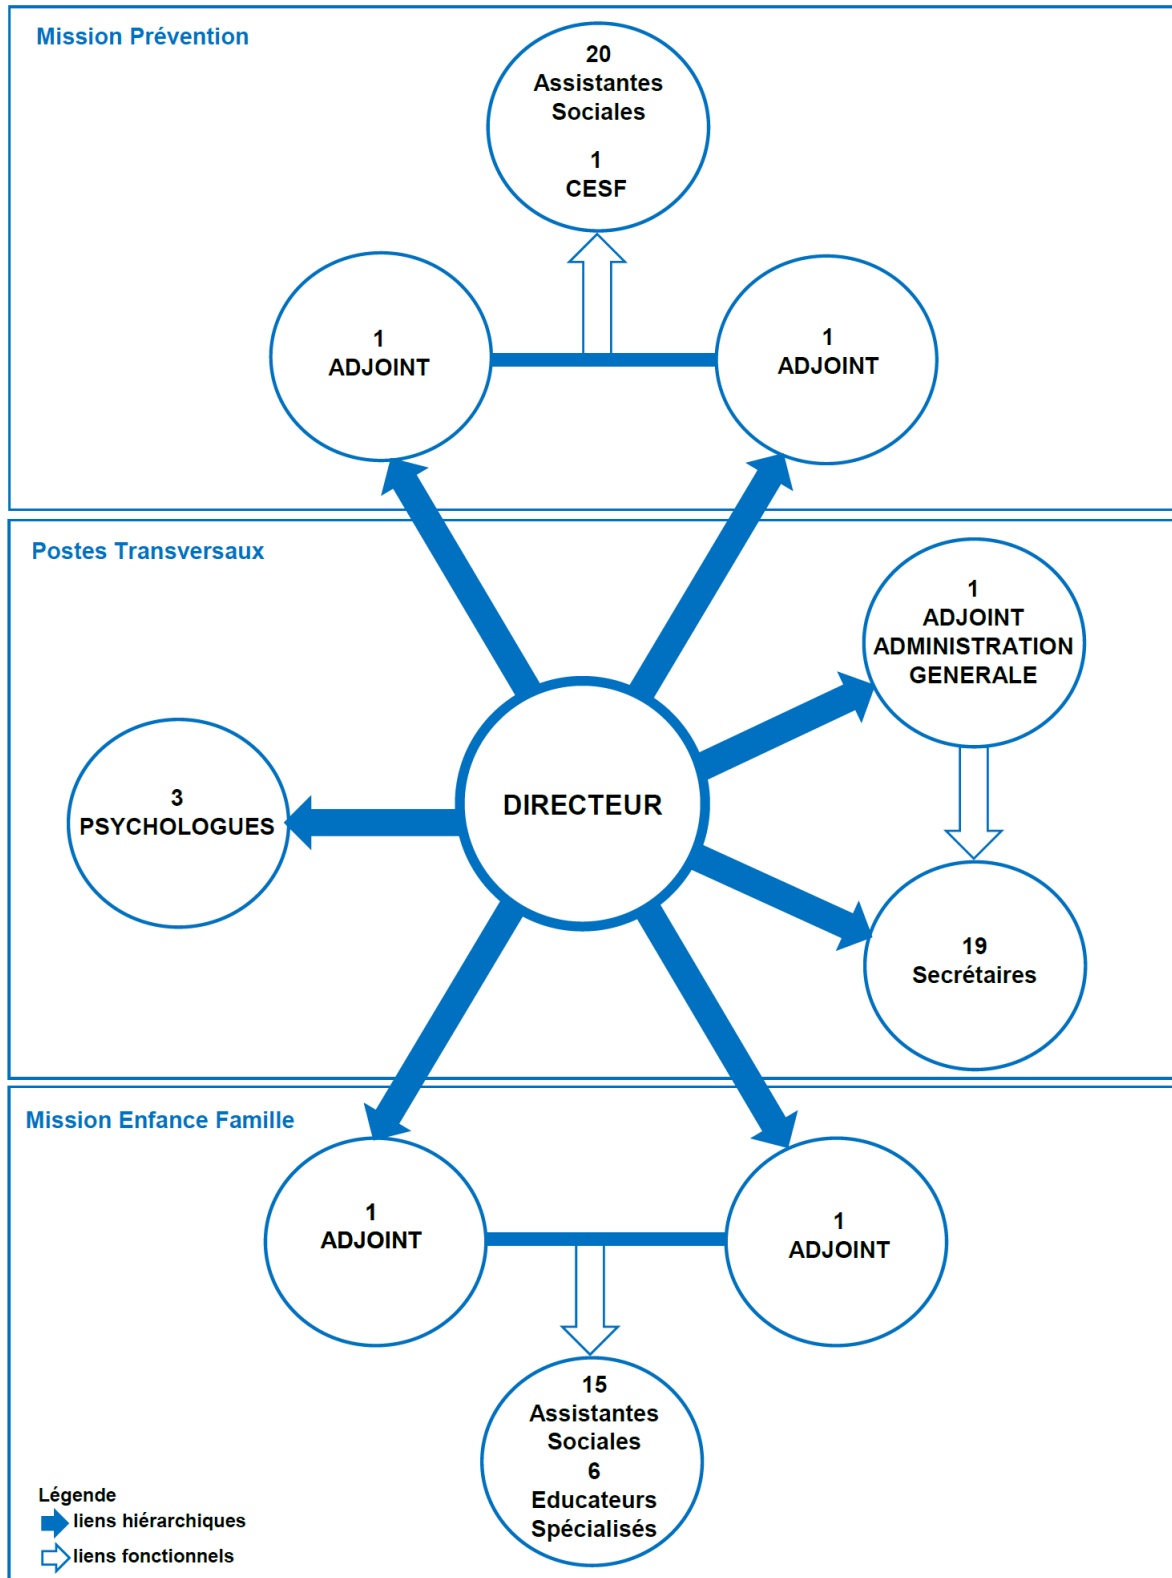 Mission Prévention
20
Assistantes
Sociales
1
CESF
1
ADJOINT
1
ADJOINT
Postes Transversaux
1
ADJOINT
ADMINISTRATION
GENERALE
3
PSYCHOLOGUES
DIRECTEUR
19
Secrétaires
Mission Enfance Famille
1
ADJOINT
1
ADJOINT
15
Assistantes
Sociales
6
Educateurs
Spécialisés
Légende
liens hiérarchiques
liens fonctionnels